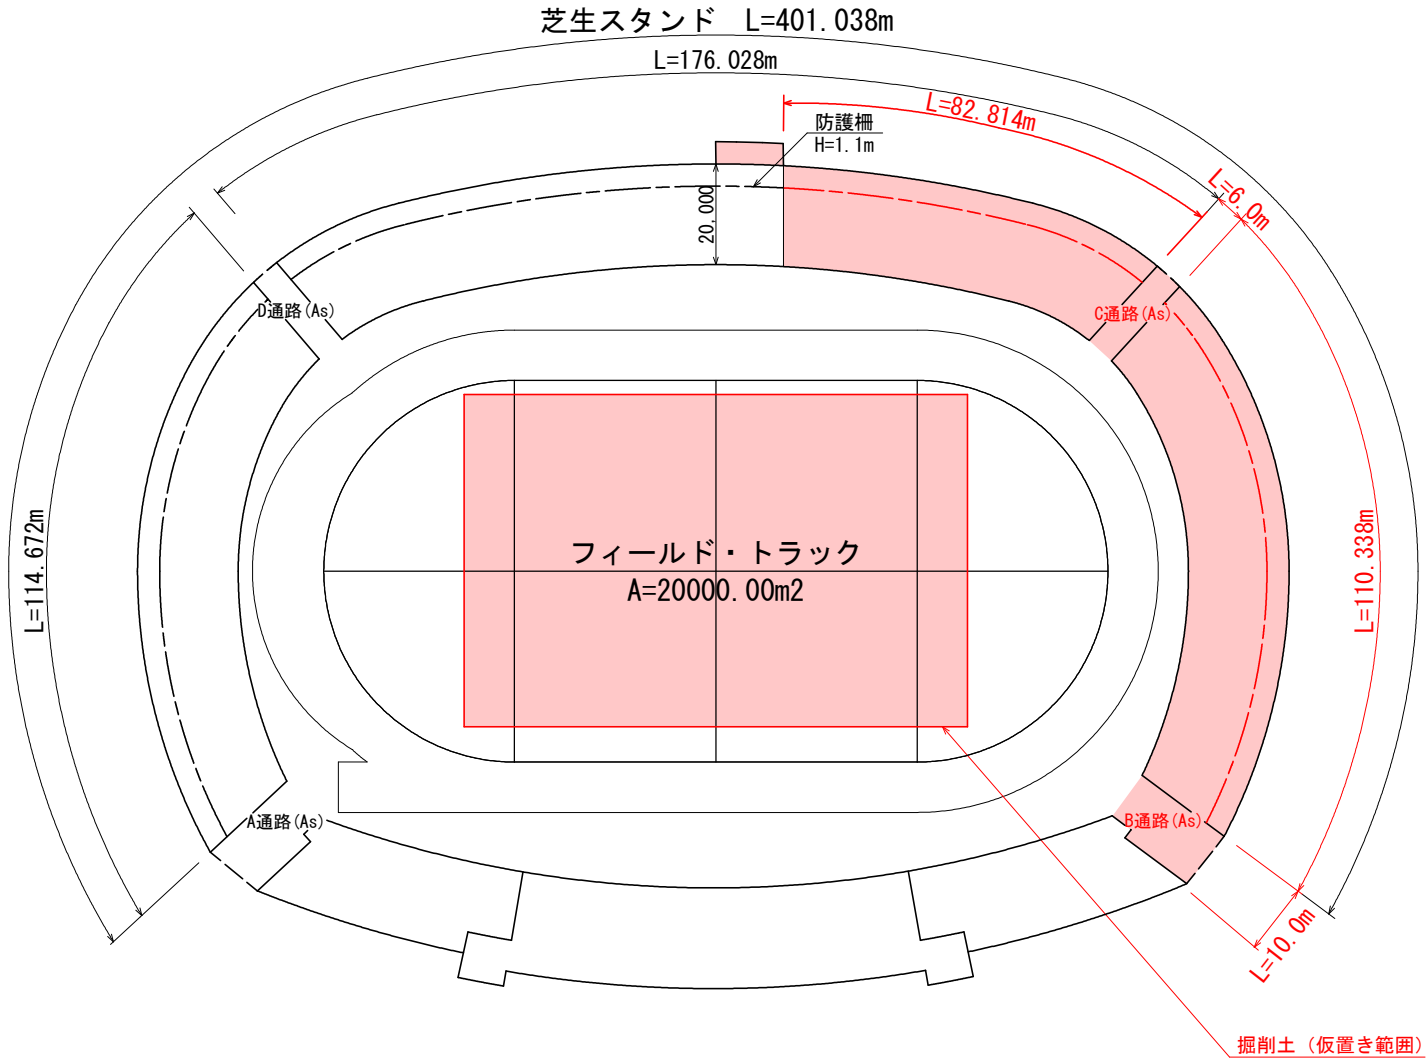 芝生スタンド　L=401.038m
L=176.028m
L=82.814m
防護柵
H=1.1m
L=6.0m
20,000
D通路(As)
C通路(As)
L=114.672m
フィールド・トラック
A=20000.00m2
L=110.338m
A通路(As)
B通路(As)
L=10.0m
掘削土（仮置き範囲）